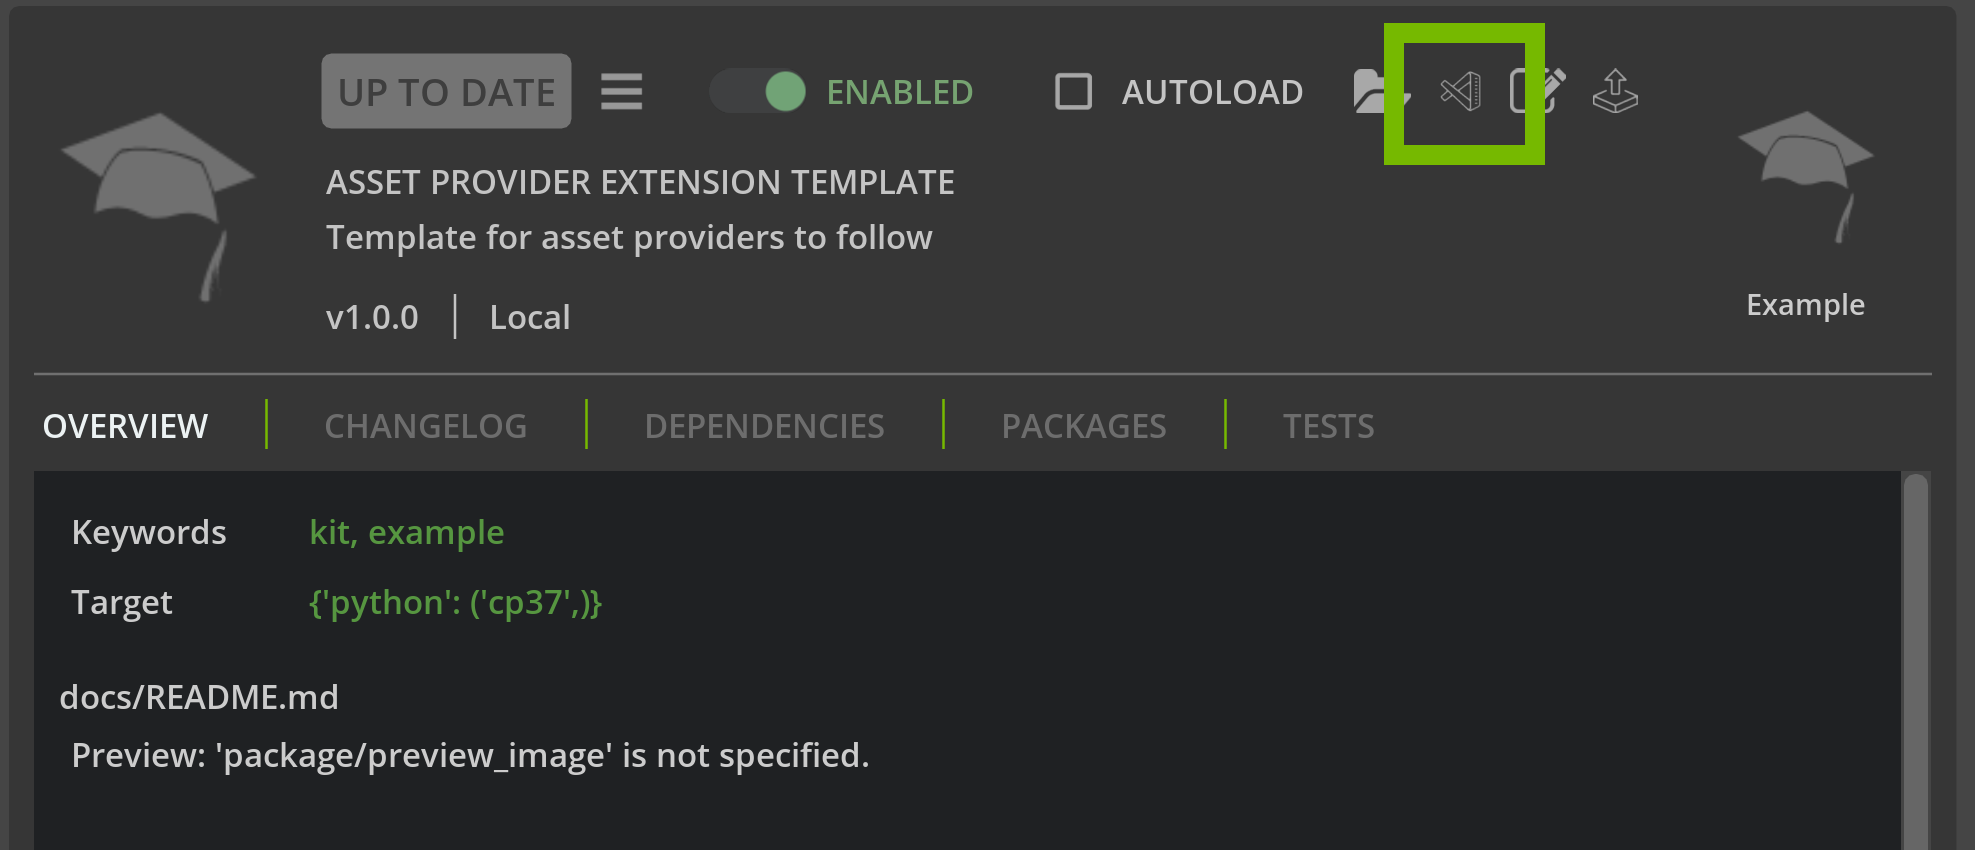 UP TO DATE ENABLED AUTOLOAD
ASSET PROVIDER EXTENSION TEMPLATE
Template for asset providers to follow
v1.0.0 Local
Example
OVERVIEW CHANGELOG DEPENDENCIES PACKAGES TESTS
Keywords kit, example
Target {'python': ('cp37',)}
docs/README.md
Preview: 'package/preview_image' is not specified.